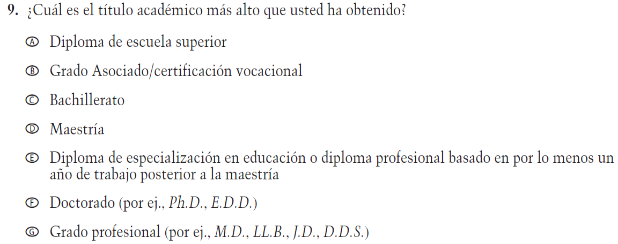 9. ¿Cuál es el título académico más alto que usted ha obtenido?
Ⓐ Diploma de escuela superior
Ⓑ Grado Asociado/certificación vocacional
Ⓒ Bachillerato
Ⓓ Maestría
Ⓔ Diploma de especialización en educación o diploma profesional basado en por lo menos un
año de trabajo posterior a la maestría
Ⓕ Doctorado (por ej., Ph.D., E.D.D.)
Ⓖ Grado profesional (por ej., M.D., LL.B., J.D., D.D.S.)